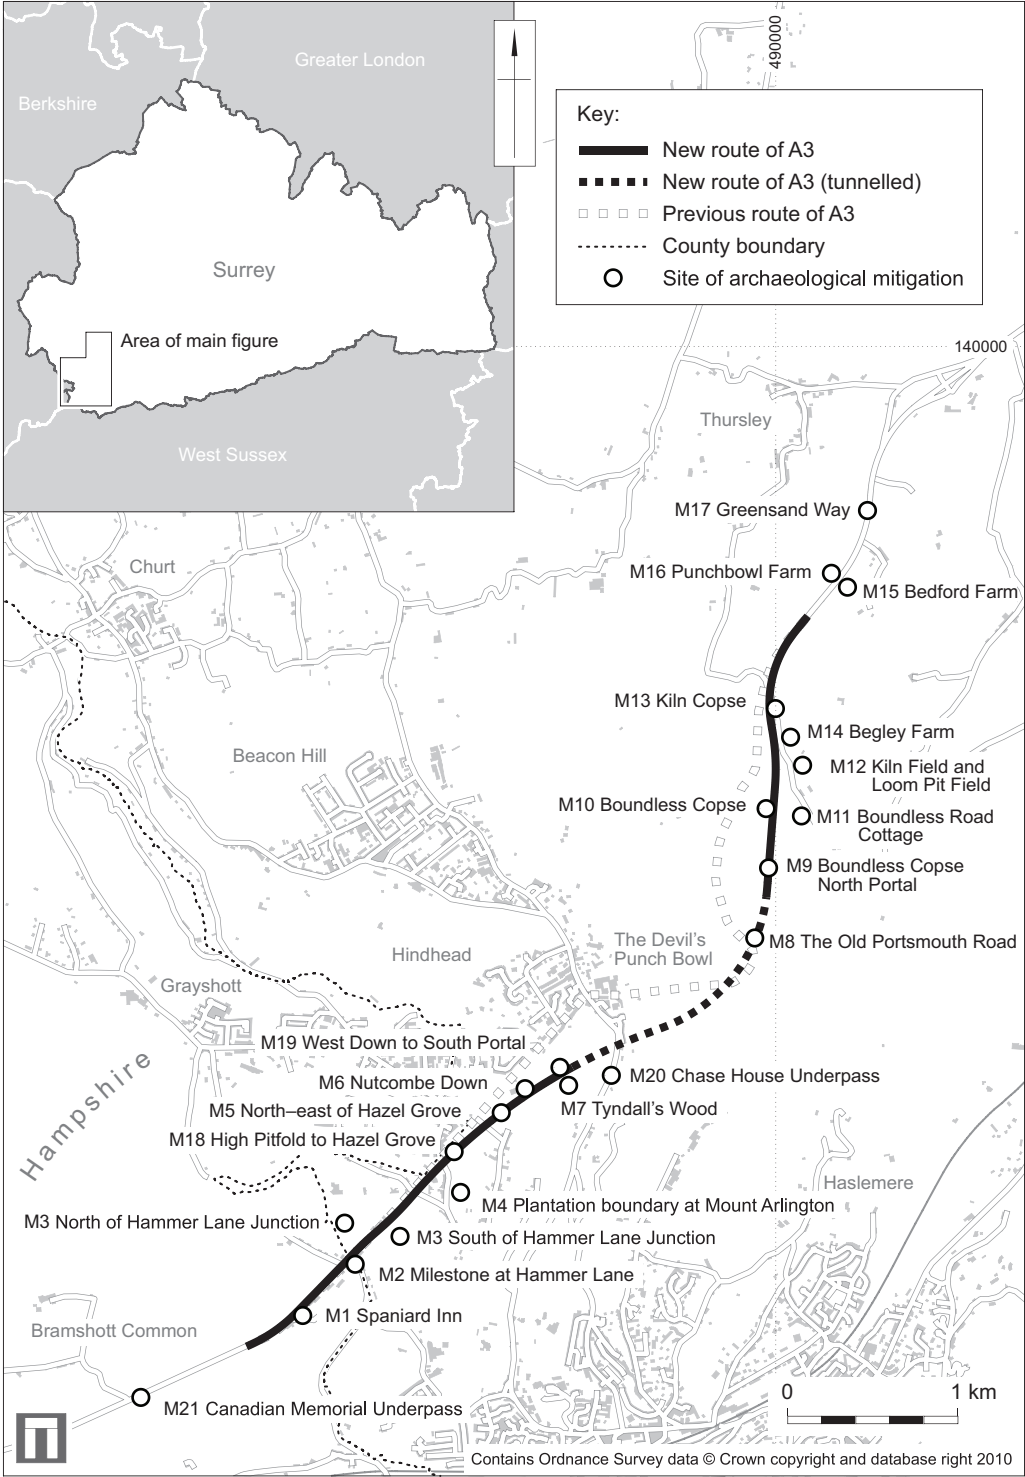 Greater London
Berkshire
Surrey
Area of main figure
West Sussex
490000
Key:
New route of A3
New route of A3 (tunnelled)
Previous route of A3
County boundary
Site of archaeological mitigation
140000
Thursley
M17 Greensand Way
Churt
M16 Punchbowl Farm
M15 Bedford Farm
M13 Kiln Copse
M14 Begley Farm
Beacon Hill
M12 Kiln Field and
Loom Pit Field
M10 Boundless Copse
M11 Boundless Road
Cottage
M9 Boundless Copse
North Portal
The Devil's
Punch Bowl
M8 The Old Portsmouth Road
Hindhead
Grayshott
M19 West Down to South Portal
Hampshire
M6 Nutcombe Down
M20 Chase House Underpass
M5 North–east of Hazel Grove
M7 Tyndall's Wood
M18 High Pitfold to Hazel Grove
Haslemere
M4 Plantation boundary at Mount Arlington
M3 North of Hammer Lane Junction
M3 South of Hammer Lane Junction
M2 Milestone at Hammer Lane
M1 Spaniard Inn
Bramshott Common
0 1 km
M21 Canadian Memorial Underpass
Contains Ordnance Survey data © Crown copyright and database right 2010